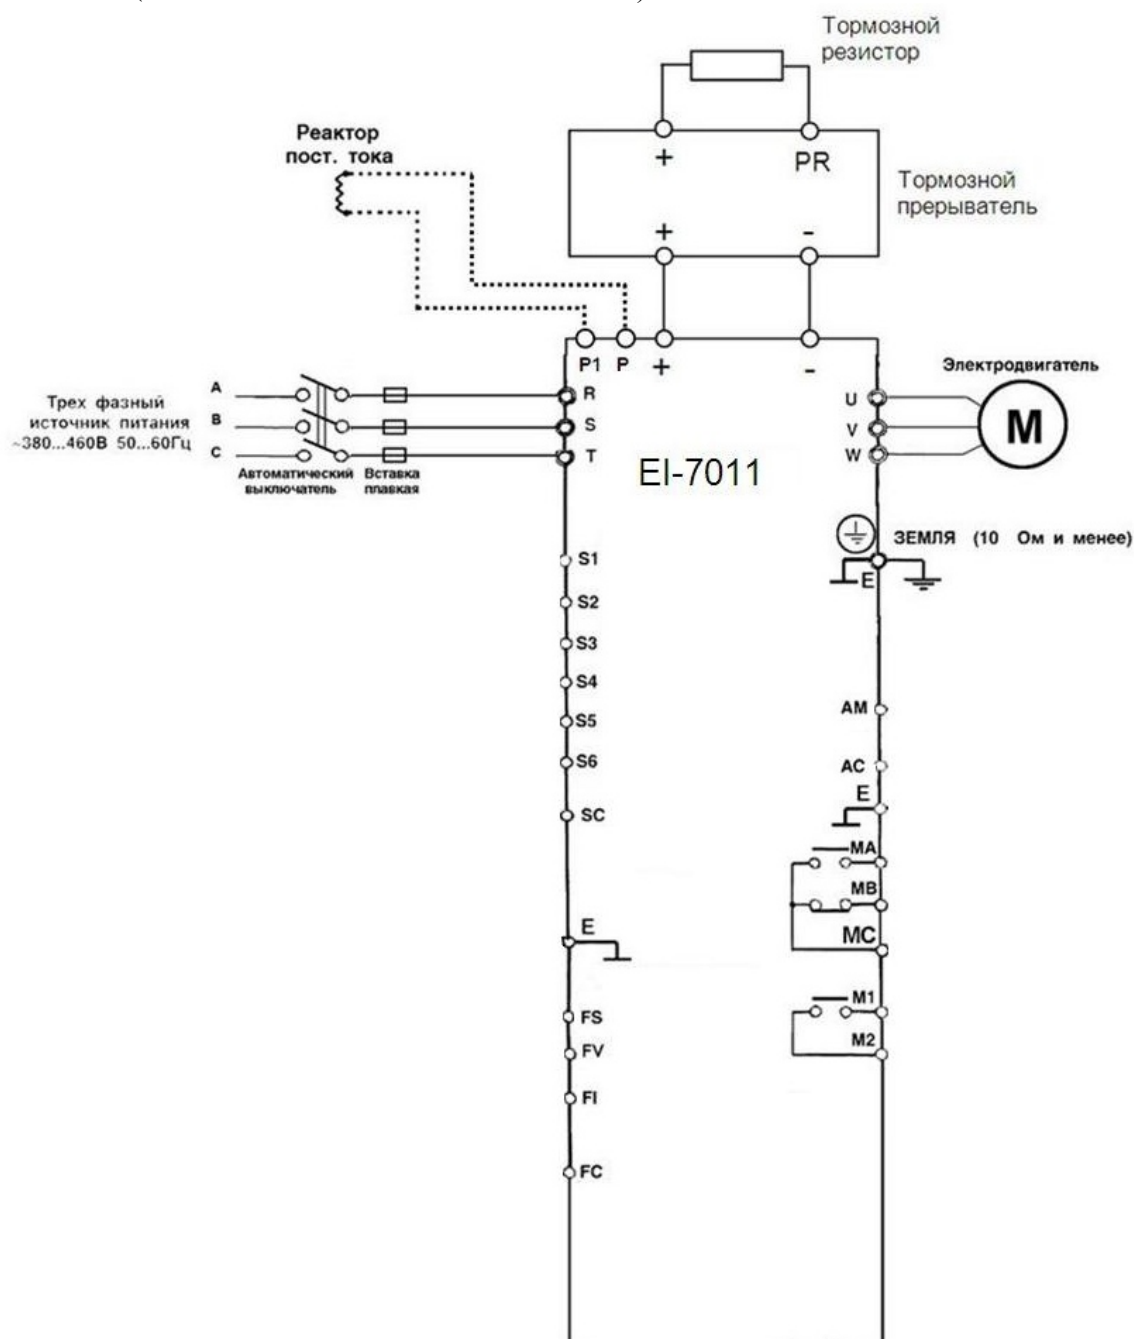 Тормозной
резистор
Реактор
пост. тока
+
PR
Тормозной
прерыватель
+
-
P1
P
+
-
Электродвигатель
Трех фазный
источник питания
~380...460В 50...60Гц
A
B
C
Автоматический
выключатель
Вставка
плавкая
R
S
T
EI-7011
U
V
W
M
ЗЕМЛЯ (10 Ом и менее)
E
S1
S2
S3
S4
S5
S6
SC
E
FS
FV
FI
FC
AM
AC
E
MA
MB
MC
M1
M2